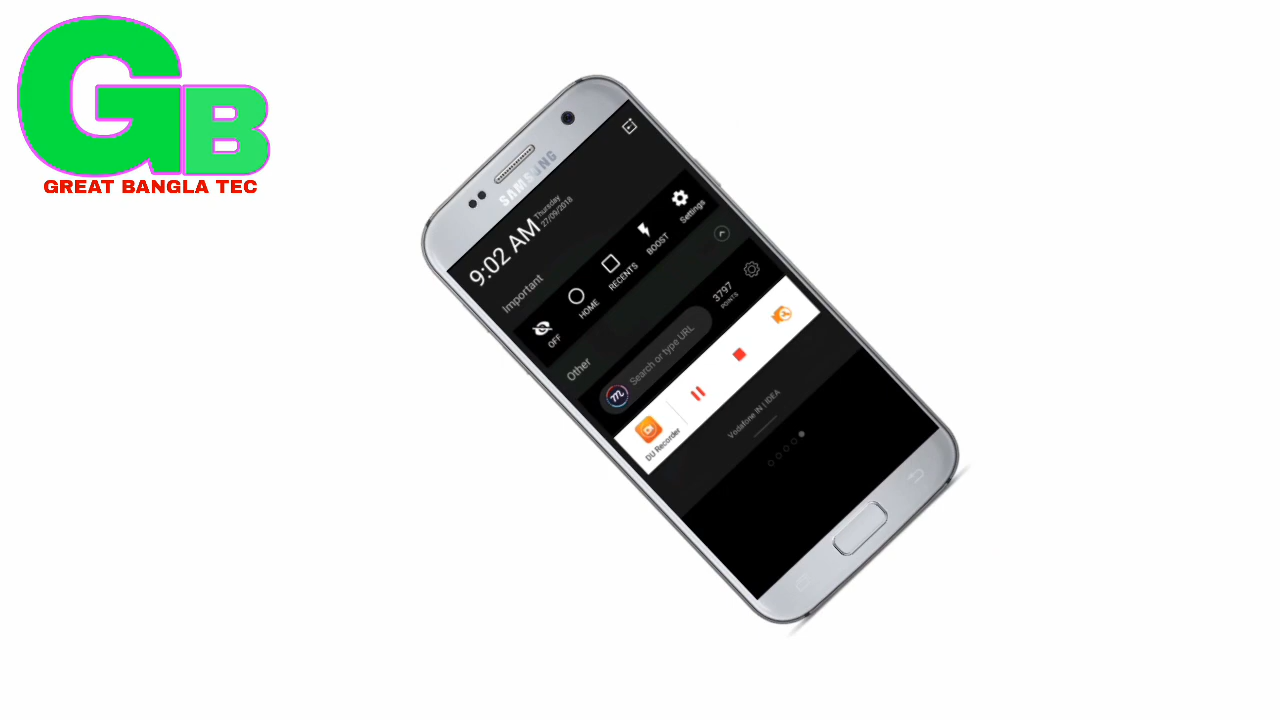 GB
GREAT BANGLA TEC
SAMSUNG
9:02 AM
Thursday
27/09/2018
Important
OFF
HOME
RECENTS
BOOST
Settings
Other
Search or type URL
3797
POINTS
DU Recorder
Vodafone IN | IDEA